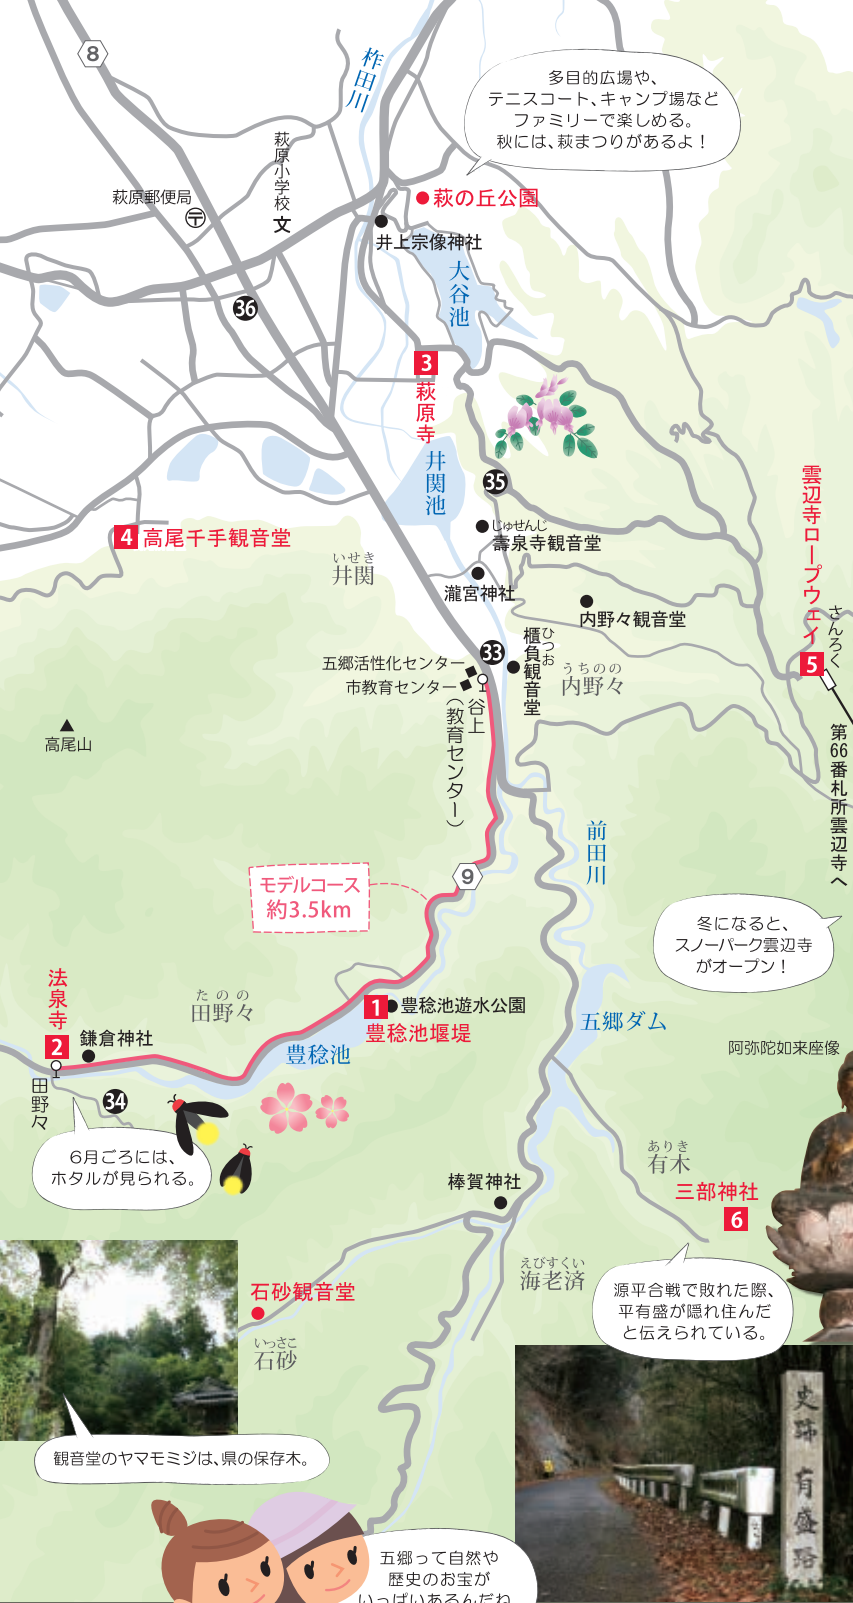 8
柞田川
多目的広場や、
テニスコート、キャンプ場など
ファミリーで楽しめる。
秋には、萩まつりがあるよ！
萩原小学校
文
萩原郵便局
萩の丘公園
井上宗像神社
大谷池
36
3
萩原寺
井関池
35
4 高尾千手観音堂
いせき
井関
じゅせんじ
壽泉寺観音堂
瀧宮神社
内野々観音堂
雲辺寺ロープウェイ
さんろく
5
第66番札所雲辺寺へ
33
ひつお
櫃負観音堂
うちのの
内野々
五郷活性化センター
市教育センター
谷上
（教育センター）
高尾山
前田川
モデルコース
約3.5km
9
冬になると、
スノーパーク雲辺寺
がオープン！
法泉寺
2
鎌倉神社
田野々
たのの
田野々
1
豊稔池遊水公園
豊稔池堰堤
豊稔池
五郷ダム
阿弥陀如来座像
34
6月ごろには、
ホタルが見られる。
ありき
有木
三部神社
6
棒賀神社
えびすくい
海老済
源平合戦で敗れた際、
平有盛が隠れ住んだ
と伝えられている。
石砂観音堂
いっさこ
石砂
観音堂のヤマモミジは、県の保存木。
史跡 有盛路
五郷って自然や
歴史のお宝が
いっぱいあるんだね